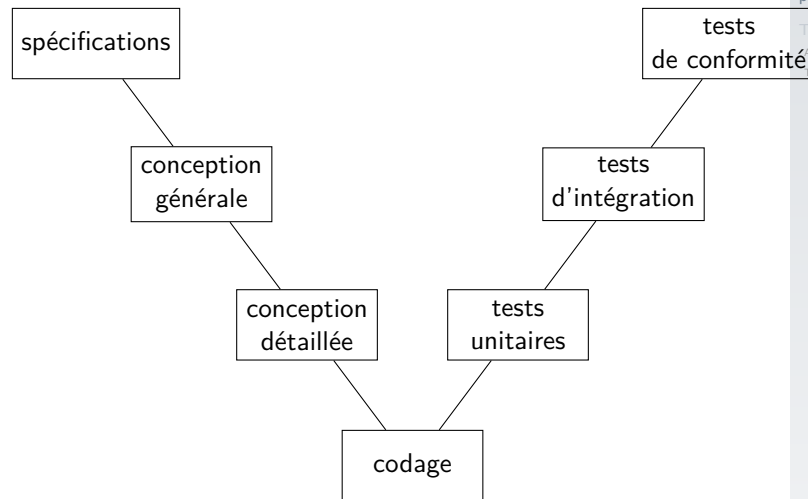 spécifications
tests
de conformité
conception
générale
tests
d'intégration
conception
détaillée
tests
unitaires
codage